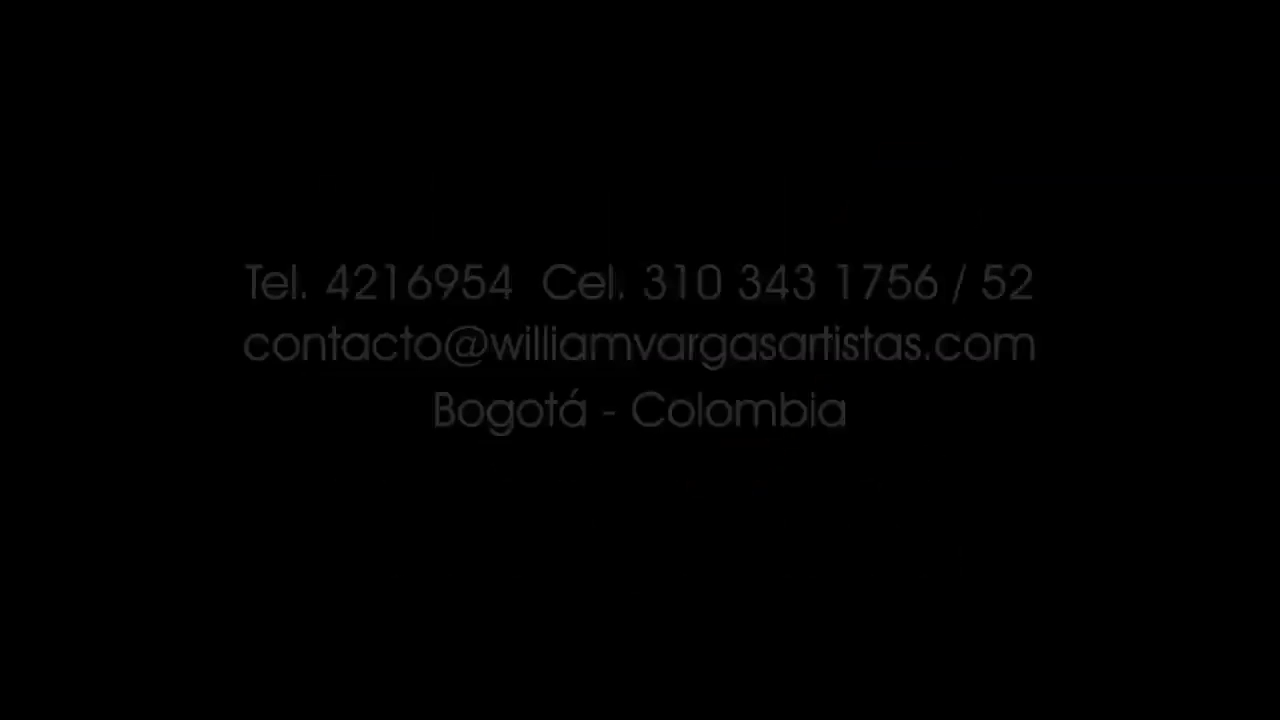 Tel. 4216954 Cel. 310 343 1756 / 52
contacto@williamvargasartistas.com
Bogotá - Colombia